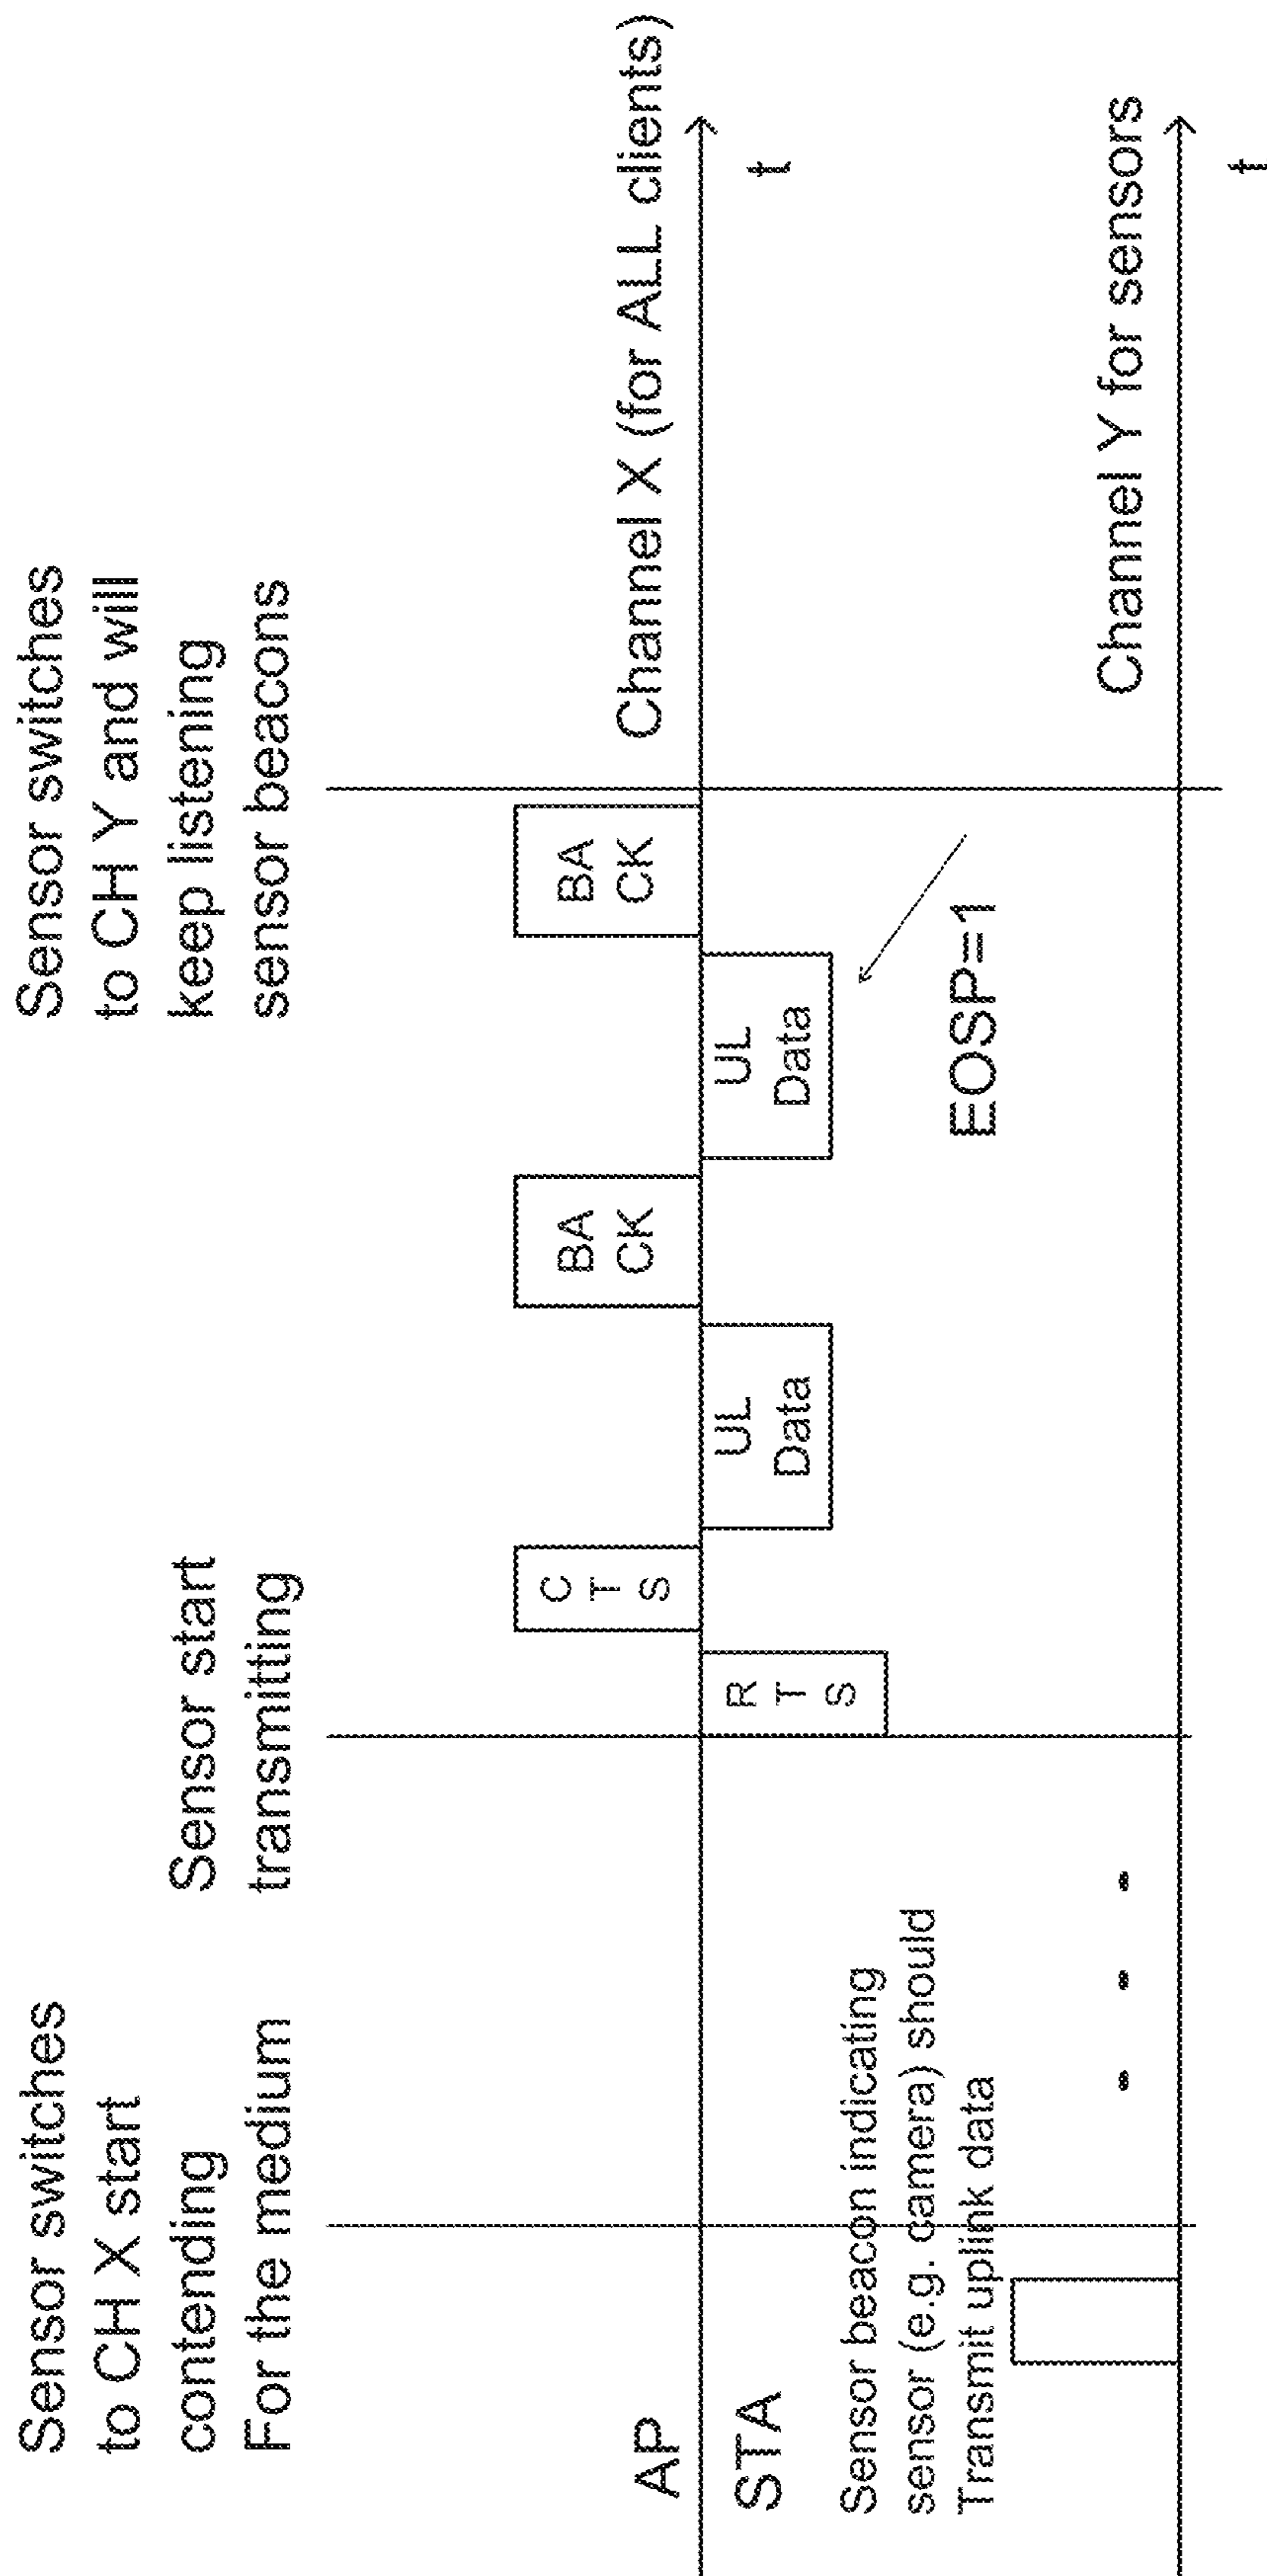 Sensor switches
to CH X start
contending
For the medium
Sensor start
transmitting
Sensor switches
to CH Y and will
keep listening
sensor beacons
AP
STA
R
T
S
C
T
S
UL
Data
BA
CK
UL
Data
BA
CK
EOSP=1
Channel X (for ALL clients)
t
Sensor beacon indicating
sensor (e.g. camera) should
Transmit uplink data
Channel Y for sensors
t